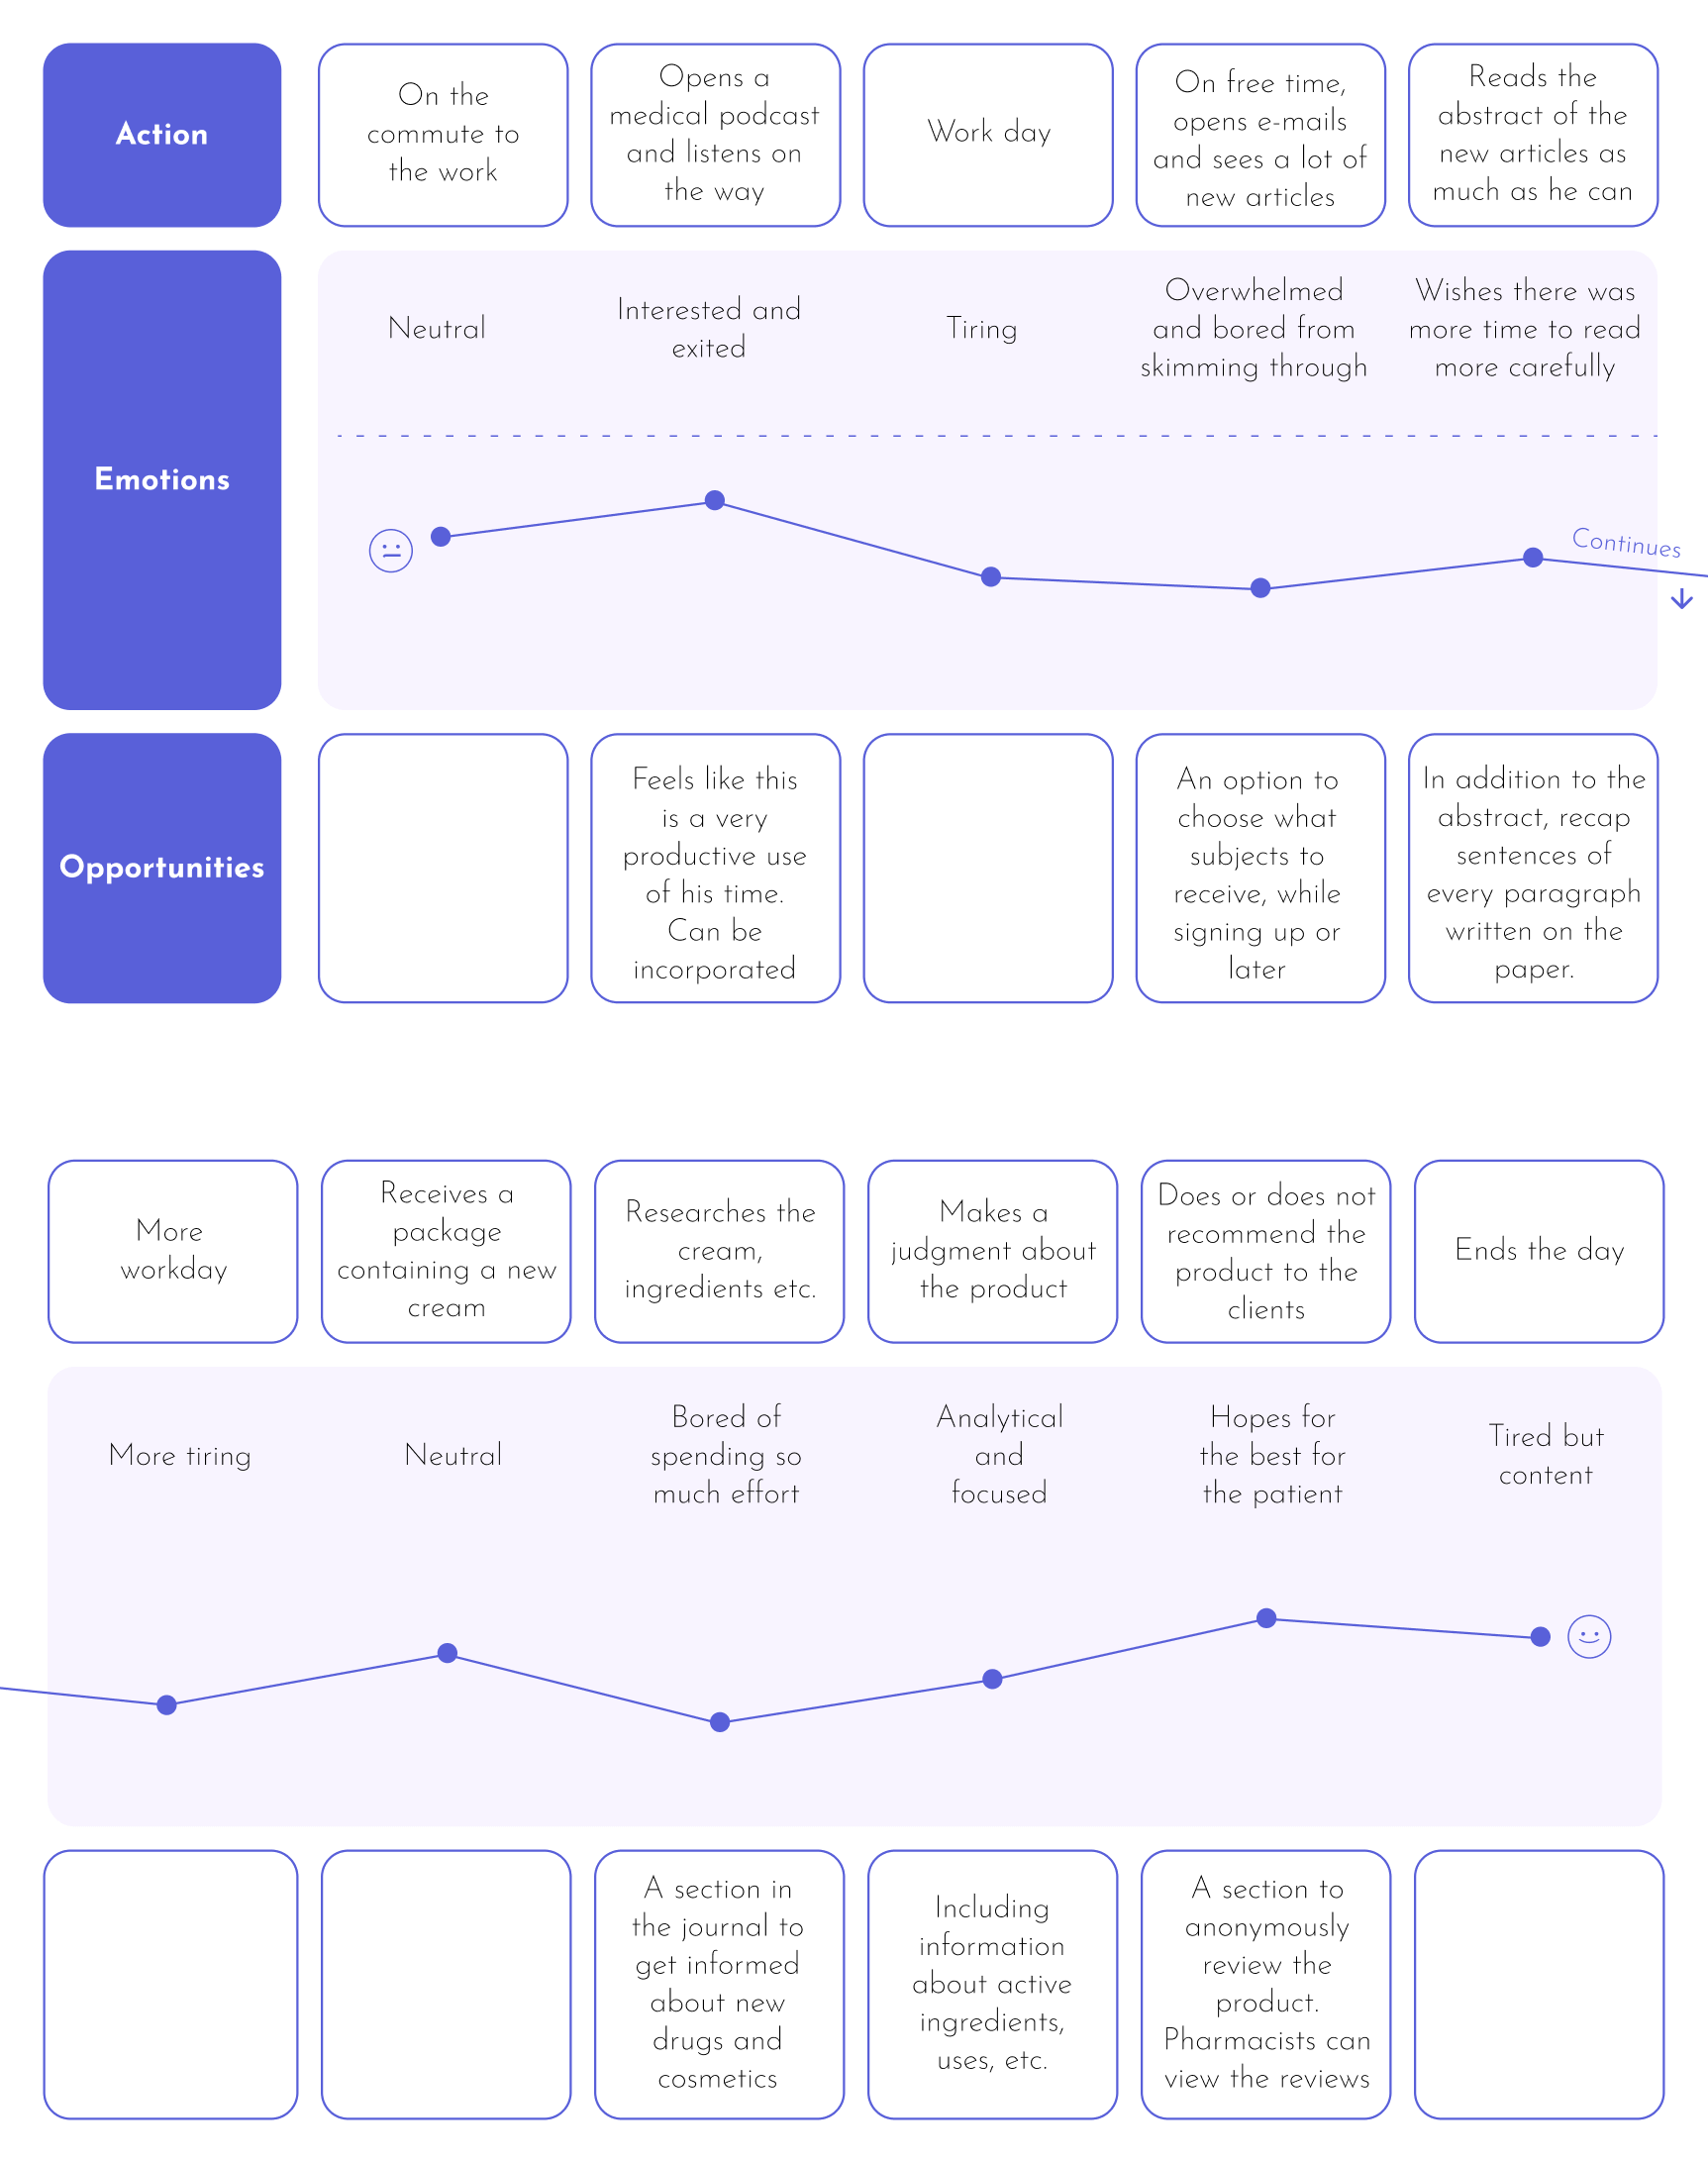 Action
On the
commute to
the work
Opens a
medical podcast
and listens on
the way
Work day
On free time,
opens e-mails
and sees a lot of
new articles
Reads the
abstract of the
new articles as
much as he can
Emotions
Neutral
Interested and
exited
Tiring
Overwhelmed
and bored from
skimming through
Wishes there was
more time to read
more carefully
Continues
Opportunities
Feels like this
is a very
productive use
of his time.
Can be
incorporated
An option to
choose what
subjects to
receive, while
signing up or
later
In addition to the
abstract, recap
sentences of
every paragraph
written on the
paper.
More
workday
Receives a
package
containing a new
cream
Researches the
cream,
ingredients etc.
Makes a
judgment about
the product
Does or does not
recommend the
product to the
clients
Ends the day
More tiring
Neutral
Bored of
spending so
much effort
Analytical
and
focused
Hopes for
the best for
the patient
Tired but
content
A section in
the journal to
get informed
about new
drugs and
cosmetics
Including
information
about active
ingredients,
uses, etc.
A section to
anonymously
review the
product.
Pharmacists can
view the reviews